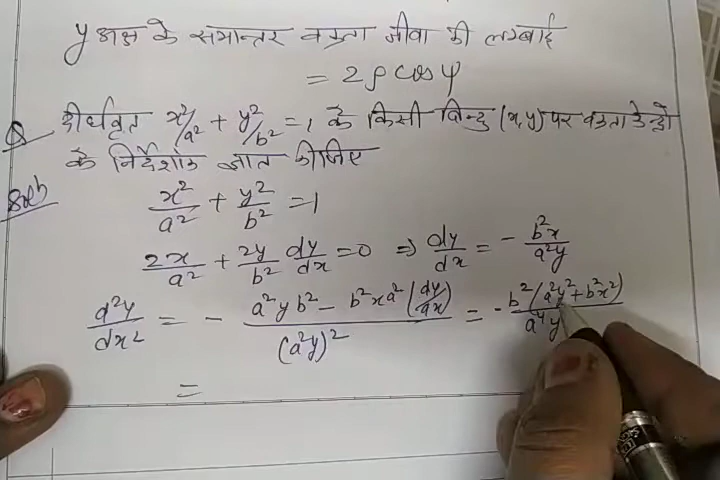 y अक्ष के समान्तर वक्रता जीवा की लम्बाई
= 2ρ cos ψ
Q दीर्घवृत x²/a² + y²/b² = 1 के किसी बिन्दु (x, y) पर वक्रता केन्द्रो
के निर्देशांक ज्ञात कीजिए
Solⁿ
x²/a² + y²/b² = 1
2x/a² + 2y/b² dy/dx = 0 ⇒ dy/dx = - b²x/a²y
d²y/dx² = - (a²y b² - b²x a² (dy/dx))/(a²y)² = - b²(a²y² + b²x²)/a⁴y
=